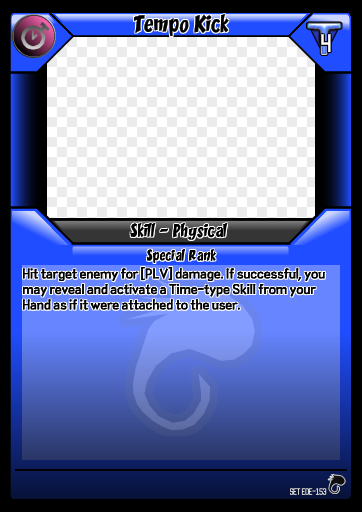 Tempo Kick
4
Skill - Physical
Special Rank
Hit target enemy for [PLV] damage. If successful, you
may reveal and activate a Time-type Skill from your
Hand as if it were attached to the user.
SET EOE-153